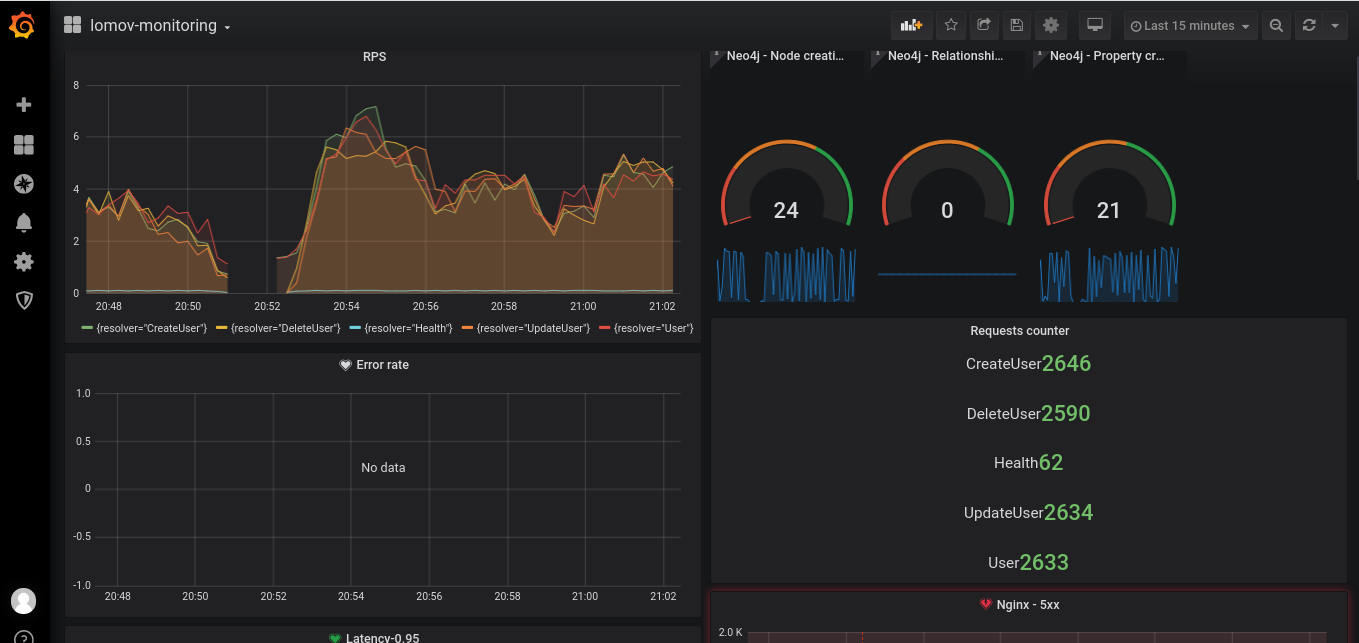 lomov-monitoring
Last 15 minutes
RPS
8
6
4
2
0
20:48 20:50 20:52 20:54 20:56 20:58 21:00 21:02
{resolver="CreateUser"} {resolver="DeleteUser"} {resolver="Health"} {resolver="UpdateUser"} {resolver="User"}
Neo4j - Node creati...
24
Neo4j - Relationshi...
0
Neo4j - Property cr...
21
Error rate
1.0
0.5
0
-0.5
-1.0
No data
20:48 20:50 20:52 20:54 20:56 20:58 21:00 21:02
Requests counter
CreateUser2646
DeleteUser2590
Health62
UpdateUser2634
User2633
Latency-0.95
Nginx - 5xx
2.0 K